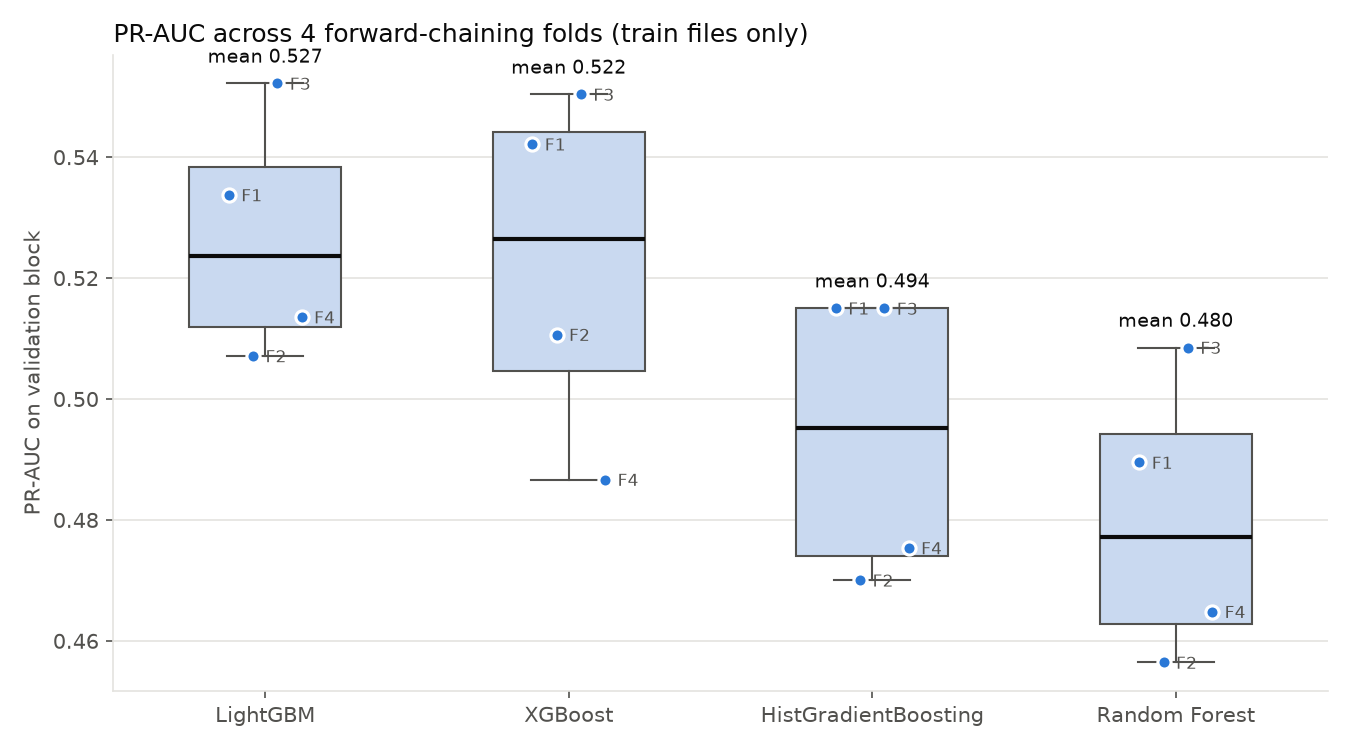 PR-AUC across 4 forward-chaining folds (train files only)
mean 0.527
mean 0.522
mean 0.494
mean 0.480
F3
F1
F4
F2
F3
F1
F2
F4
F1
F3
F4
F2
F3
F1
F4
F2
PR-AUC on validation block
0.54
0.52
0.50
0.48
0.46
LightGBM
XGBoost
HistGradientBoosting
Random Forest